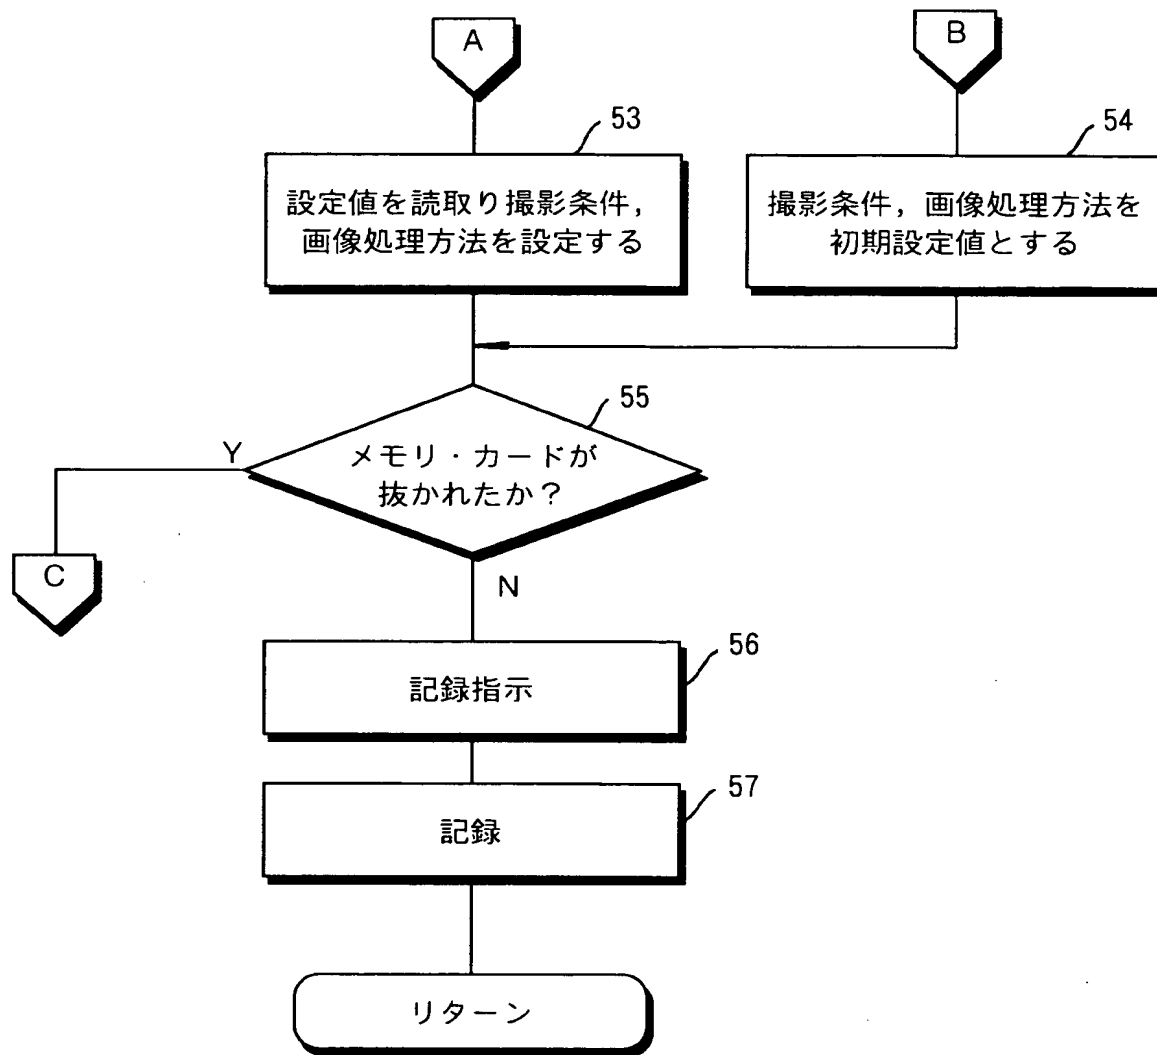 A
B
53
設定値を読取り撮影条件,
画像処理方法を設定する
54
撮影条件,画像処理方法を
初期設定値とする
55
メモリ・カードが
抜かれたか?
Y
C
N
56
記録指示
57
記録
リターン